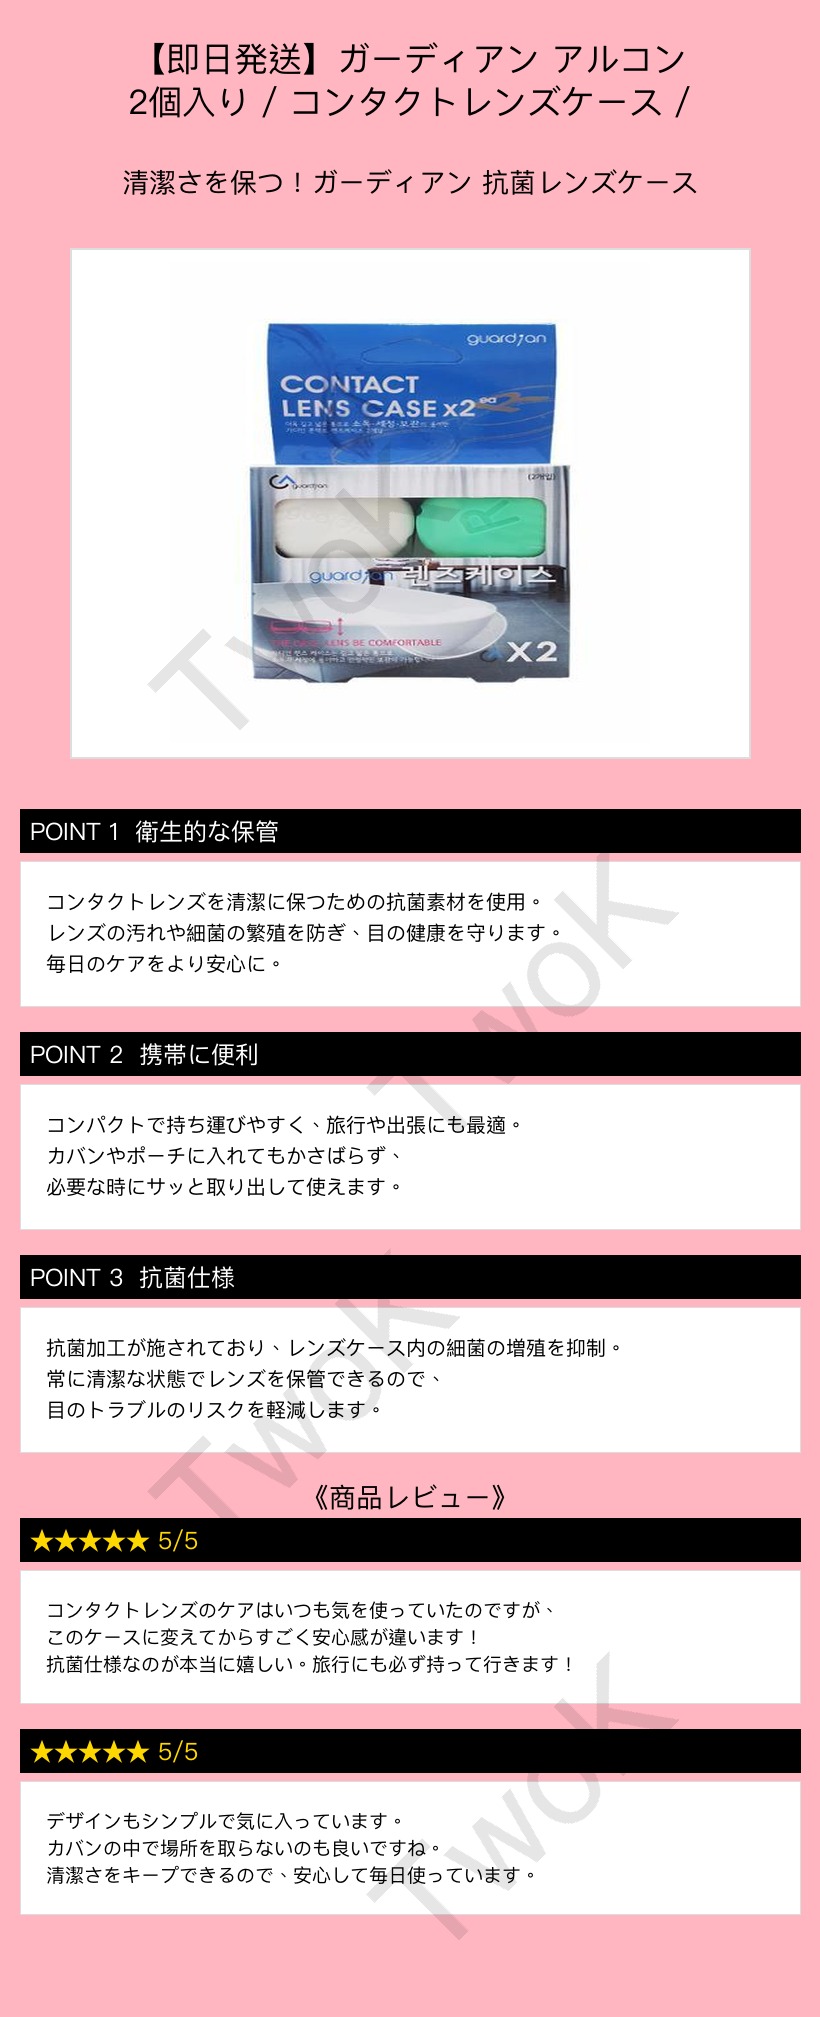 【即日発送】ガーディアン アルコン
2個入り / コンタクトレンズケース /
清潔さを保つ！ガーディアン 抗菌レンズケース
guardian
CONTACT
LENS CASE x2 ea
소독·세정·보관
guardian
(2개입)
guardian 렌즈케이스
LENS BE COMFORTABLE
X2
POINT 1 衛生的な保管
コンタクトレンズを清潔に保つための抗菌素材を使用。
レンズの汚れや細菌の繁殖を防ぎ、目の健康を守ります。
毎日のケアをより安心に。
POINT 2 携帯に便利
コンパクトで持ち運びやすく、旅行や出張にも最適。
カバンやポーチに入れてもかさばらず、
必要な時にサッと取り出して使えます。
POINT 3 抗菌仕様
抗菌加工が施されており、レンズケース内の細菌の増殖を抑制。
常に清潔な状態でレンズを保管できるので、
目のトラブルのリスクを軽減します。
《商品レビュー》
★★★★★ 5/5
コンタクトレンズのケアはいつも気を使っていたのですが、
このケースに変えてからすごく安心感が違います！
抗菌仕様なのが本当に嬉しい。旅行にも必ず持って行きます！
★★★★★ 5/5
デザインもシンプルで気に入っています。
カバンの中で場所を取らないのも良いですね。
清潔さをキープできるので、安心して毎日使っています。
TwoK
TwoK
TwoK
TwoK